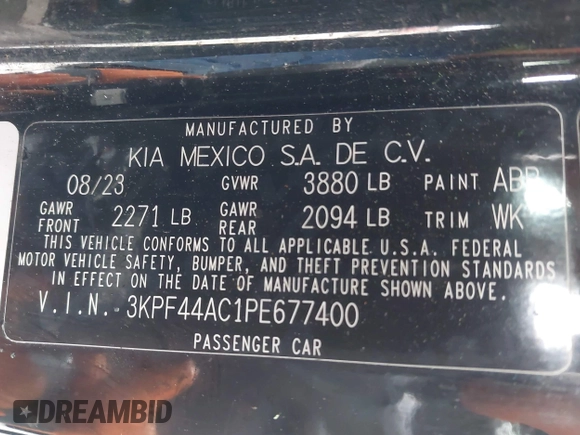 MANUFACTURED BY
KIA MEXICO S.A. DE C.V.
08/23 GVWR 3880 LB PAINT ABP
GAWR FRONT 2271 LB GAWR REAR 2094 LB TRIM WK
THIS VEHICLE CONFORMS TO ALL APPLICABLE U.S.A. FEDERAL
MOTOR VEHICLE SAFETY, BUMPER, AND THEFT PREVENTION STANDARDS
IN EFFECT ON THE DATE OF MANUFACTURE SHOWN ABOVE.
V.I.N. 3KPF44AC1PE677400
PASSENGER CAR
DREAMBID